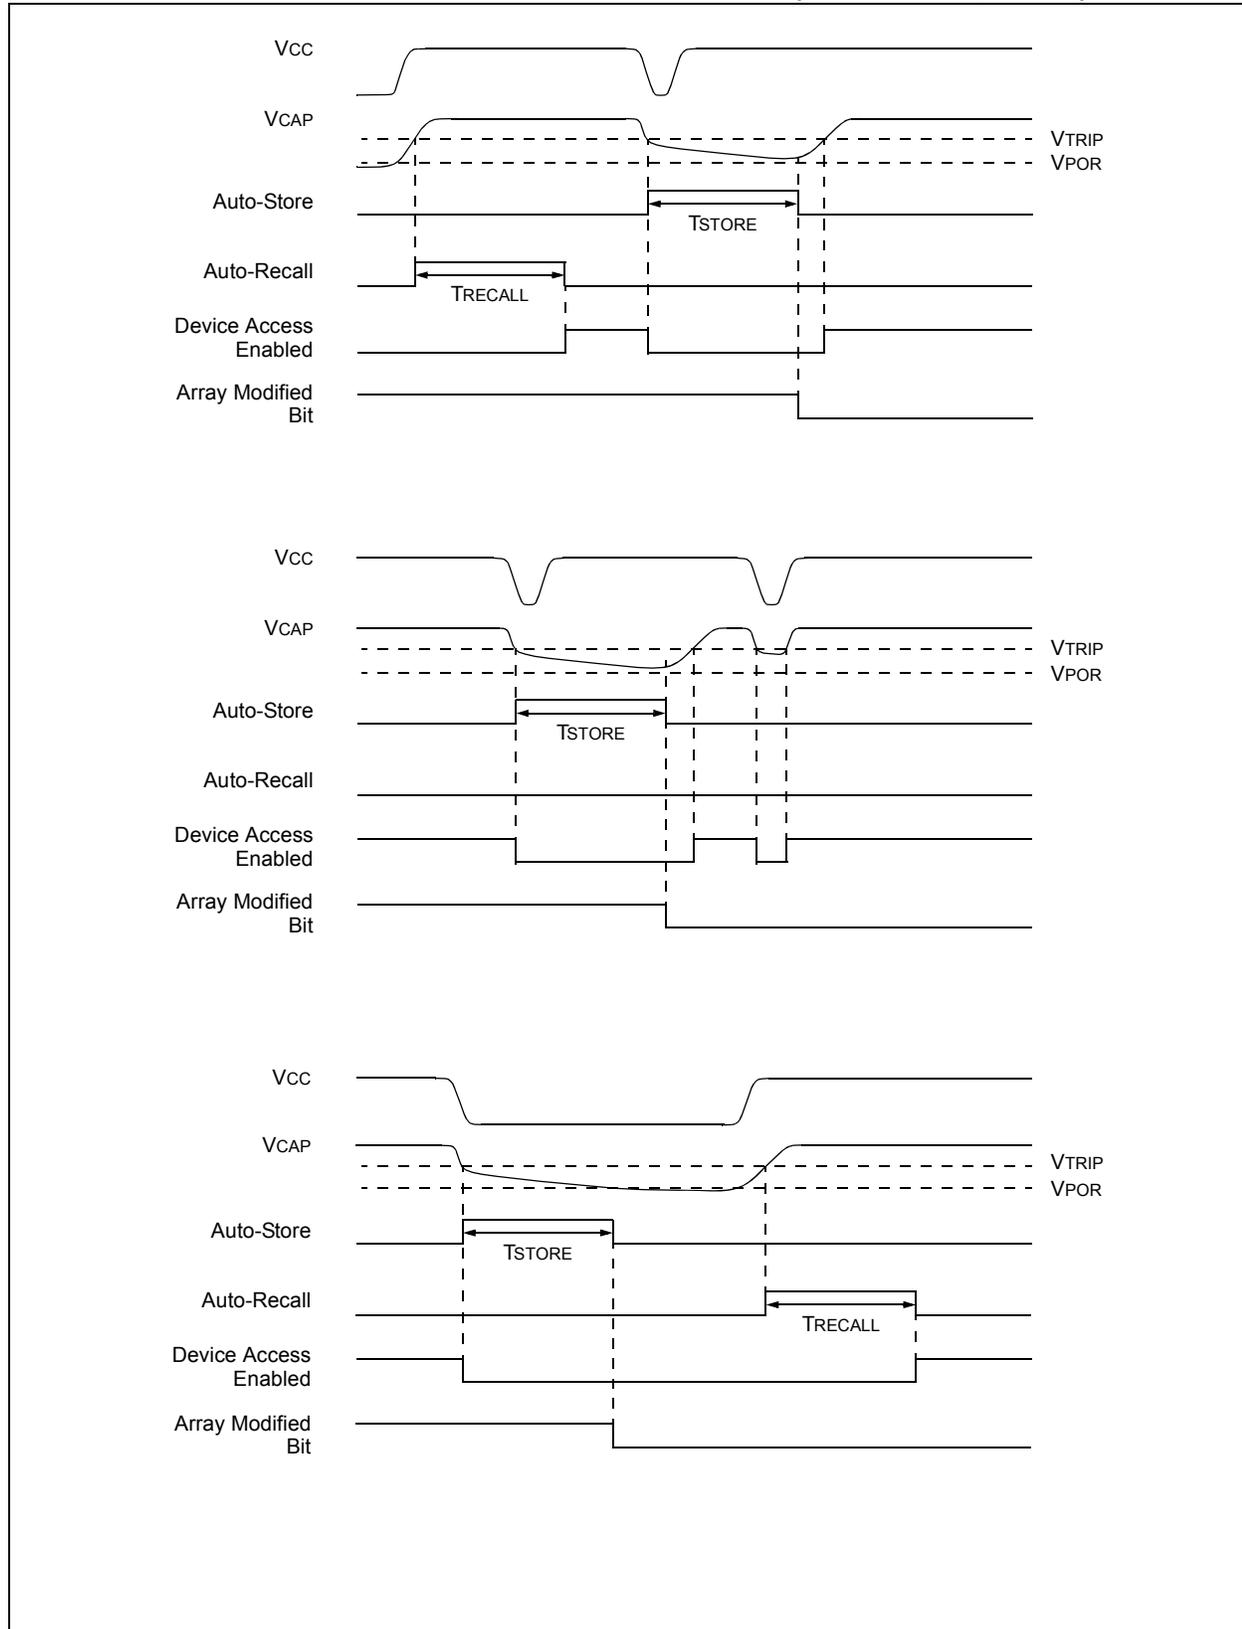 VCC
VCAP
VTRIP
VPOR
Auto-Store
TSTORE
Auto-Recall
TRECALL
Device Access
Enabled
Array Modified
Bit
VCC
VCAP
VTRIP
VPOR
Auto-Store
TSTORE
Auto-Recall
Device Access
Enabled
Array Modified
Bit
VCC
VCAP
VTRIP
VPOR
Auto-Store
TSTORE
Auto-Recall
TRECALL
Device Access
Enabled
Array Modified
Bit